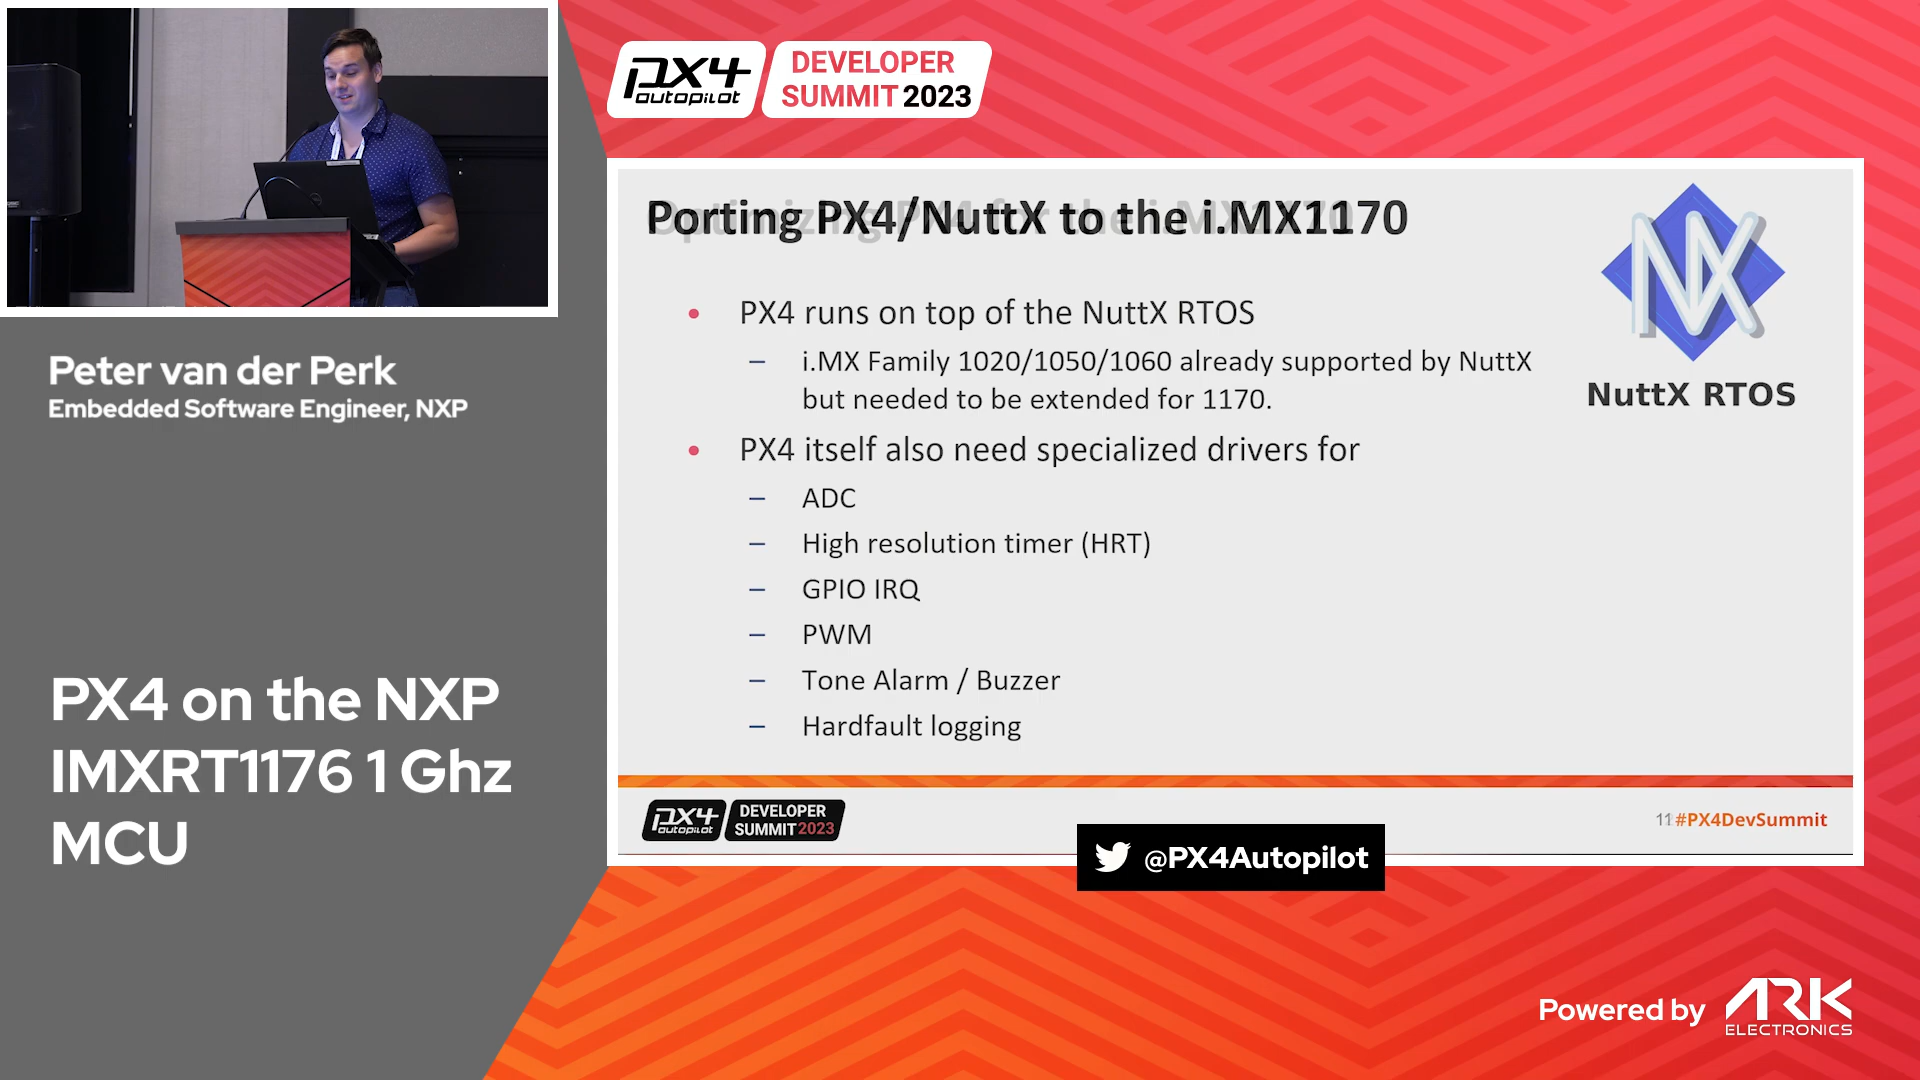 PX4 autopilot
DEVELOPER
SUMMIT 2023
Peter van der Perk
Embedded Software Engineer, NXP
PX4 on the NXP
IMXRT1176 1 Ghz
MCU
Porting PX4/NuttX to the i.MX1170
• PX4 runs on top of the NuttX RTOS
– i.MX Family 1020/1050/1060 already supported by NuttX
but needed to be extended for 1170.
• PX4 itself also need specialized drivers for
– ADC
– High resolution timer (HRT)
– GPIO IRQ
– PWM
– Tone Alarm / Buzzer
– Hardfault logging
NX
NuttX RTOS
PX4 autopilot
DEVELOPER
SUMMIT 2023
11 #PX4DevSummit
@PX4Autopilot
Powered by
ARK
ELECTRONICS